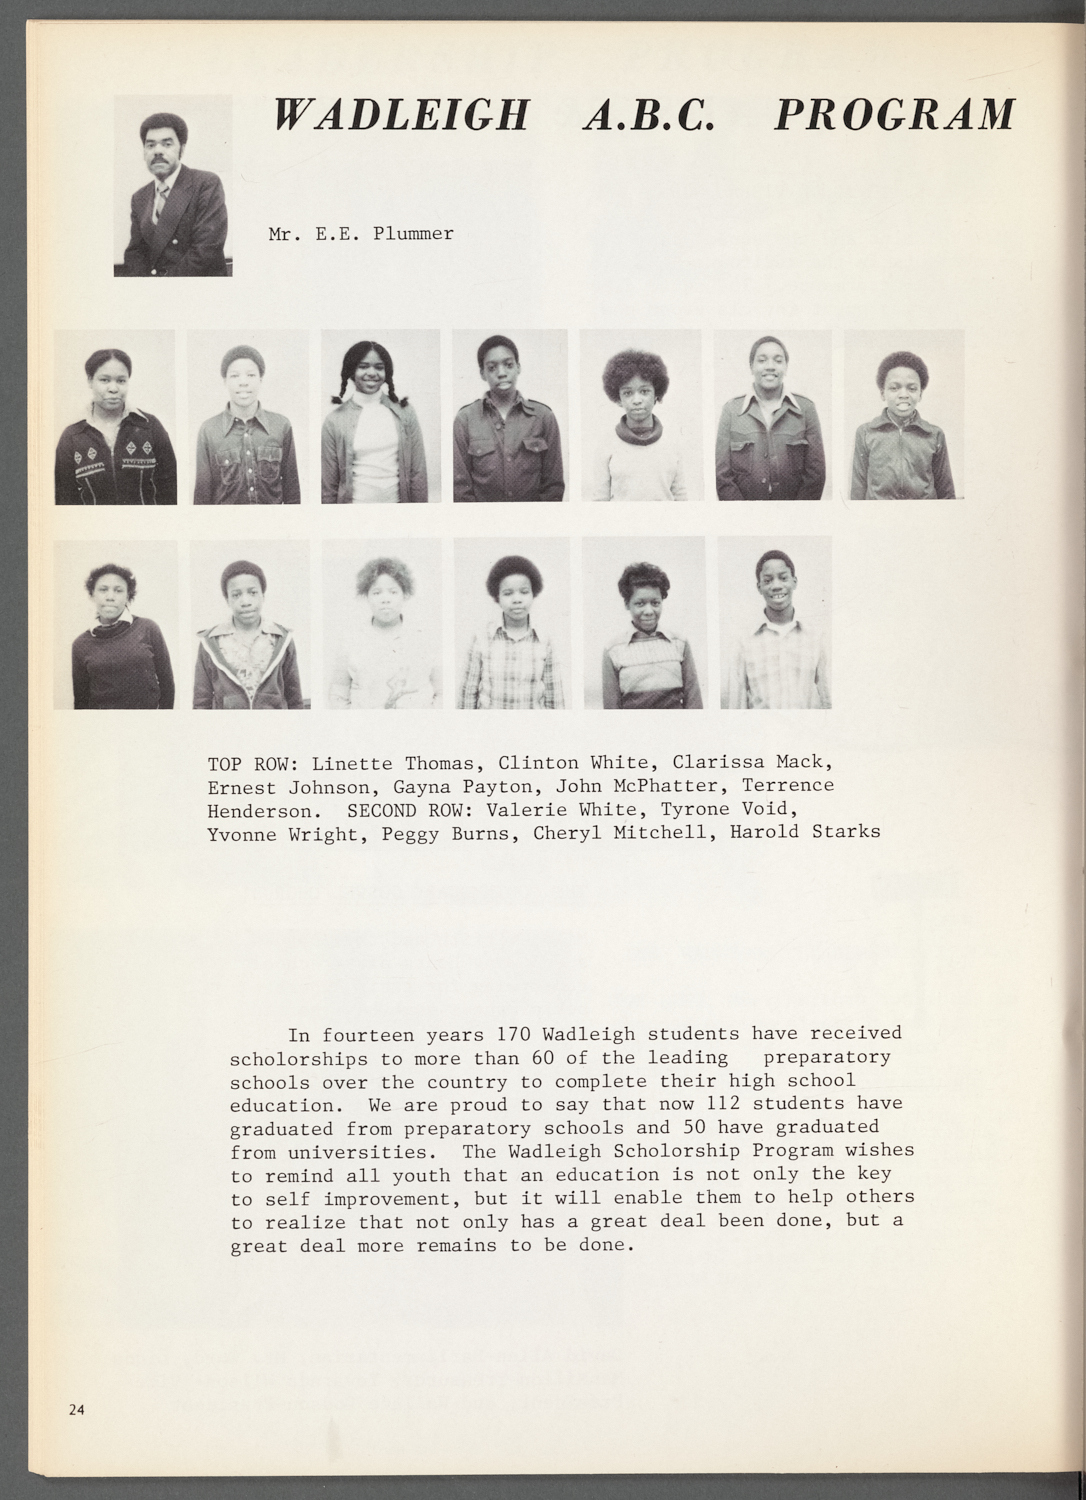 WADLEIGH A.B.C. PROGRAM
Mr. E.E. Plummer
TOP ROW: Linette Thomas, Clinton White, Clarissa Mack,
Ernest Johnson, Gayna Payton, John McPhatter, Terrence
Henderson. SECOND ROW: Valerie White, Tyrone Void,
Yvonne Wright, Peggy Burns, Cheryl Mitchell, Harold Starks
In fourteen years 170 Wadleigh students have received
scholorships to more than 60 of the leading preparatory
schools over the country to complete their high school
education. We are proud to say that now 112 students have
graduated from preparatory schools and 50 have graduated
from universities. The Wadleigh Scholorship Program wishes
to remind all youth that an education is not only the key
to self improvement, but it will enable them to help others
to realize that not only has a great deal been done, but a
great deal more remains to be done.
24